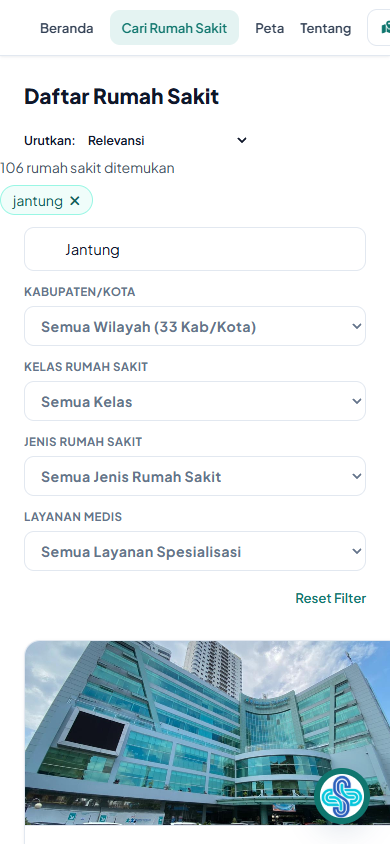 Beranda
Cari Rumah Sakit
Peta
Tentang
Daftar Rumah Sakit
Urutkan: Relevansi
106 rumah sakit ditemukan
jantung ✕
Jantung
KABUPATEN/KOTA
Semua Wilayah (33 Kab/Kota)
KELAS RUMAH SAKIT
Semua Kelas
JENIS RUMAH SAKIT
Semua Jenis Rumah Sakit
LAYANAN MEDIS
Semua Layanan Spesialisasi
Reset Filter